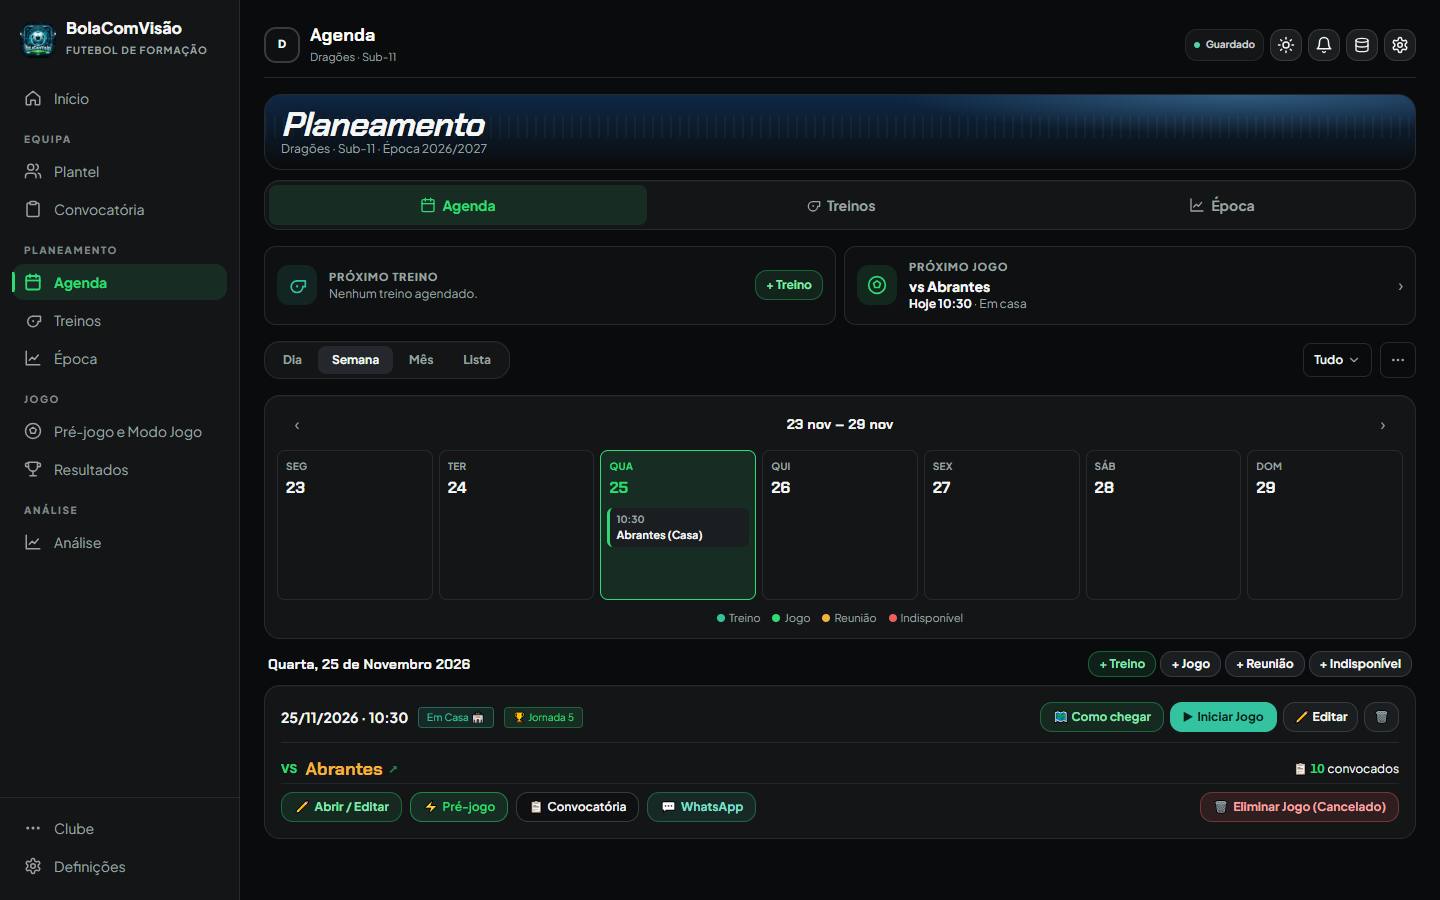 BolaComVisão
FUTEBOL DE FORMAÇÃO
Início
EQUIPA
Plantel
Convocatória
PLANEAMENTO
Agenda
Treinos
Época
JOGO
Pré-jogo e Modo Jogo
Resultados
ANÁLISE
Análise
Clube
Definições
D
Agenda
Dragões · Sub-11
Guardado
Planeamento
Dragões · Sub-11 · Época 2026/2027
Agenda
Treinos
Época
PRÓXIMO TREINO
Nenhum treino agendado.
+ Treino
PRÓXIMO JOGO
vs Abrantes
Hoje 10:30 · Em casa
Dia
Semana
Mês
Lista
Tudo
23 nov – 29 nov
SEG
23
TER
24
QUA
25
10:30
Abrantes (Casa)
QUI
26
SEX
27
SÁB
28
DOM
29
Treino
Jogo
Reunião
Indisponível
Quarta, 25 de Novembro 2026
+ Treino
+ Jogo
+ Reunião
+ Indisponível
25/11/2026 · 10:30
Em Casa
Jornada 5
Como chegar
Iniciar Jogo
Editar
VS Abrantes ↗
10 convocados
Abrir / Editar
Pré-jogo
Convocatória
WhatsApp
Eliminar Jogo (Cancelado)